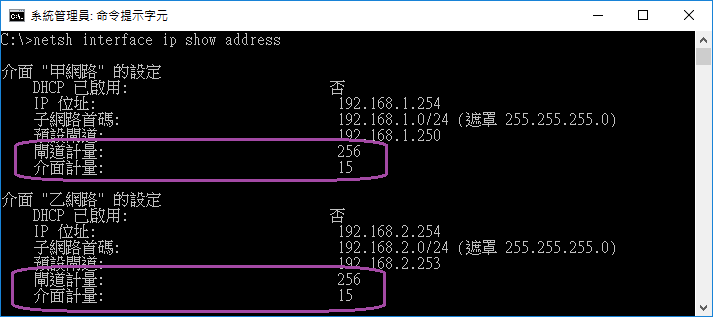 系統管理員: 命令提示字元
C:\>netsh interface ip show address
介面 "甲網路" 的設定
DHCP 已啟用: 否
IP 位址: 192.168.1.254
子網路首碼: 192.168.1.0/24 (遮罩 255.255.255.0)
預設閘道: 192.168.1.250
閘道計量: 256
介面計量: 15
介面 "乙網路" 的設定
DHCP 已啟用: 否
IP 位址: 192.168.2.254
子網路首碼: 192.168.2.0/24 (遮罩 255.255.255.0)
預設閘道: 192.168.2.253
閘道計量: 256
介面計量: 15